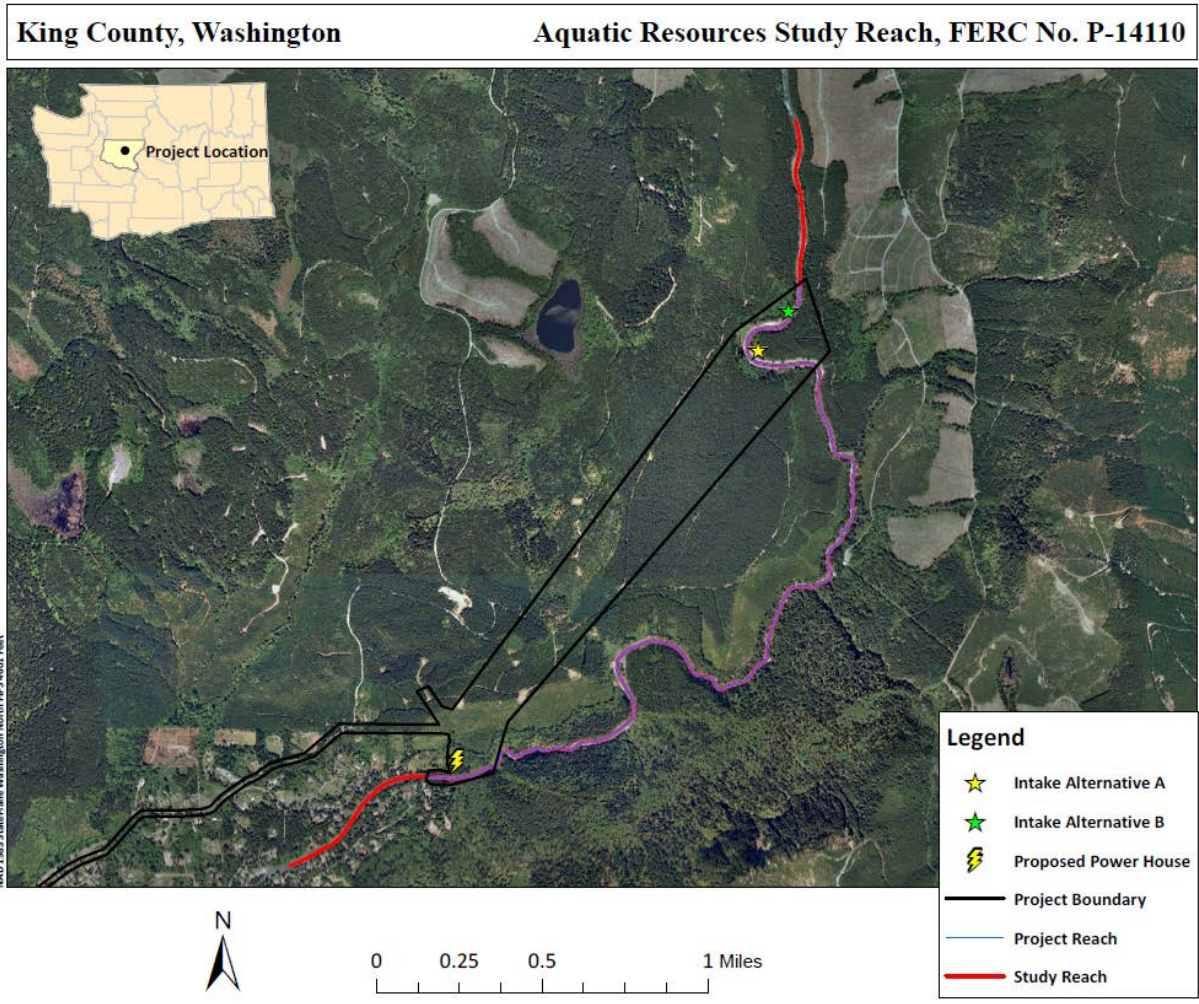 King County, Washington Aquatic Resources Study Reach, FERC No. P-14110
Project Location
Legend
Intake Alternative A
Intake Alternative B
Proposed Power House
Project Boundary
Project Reach
Study Reach
N
0 0.25 0.5 1 Miles